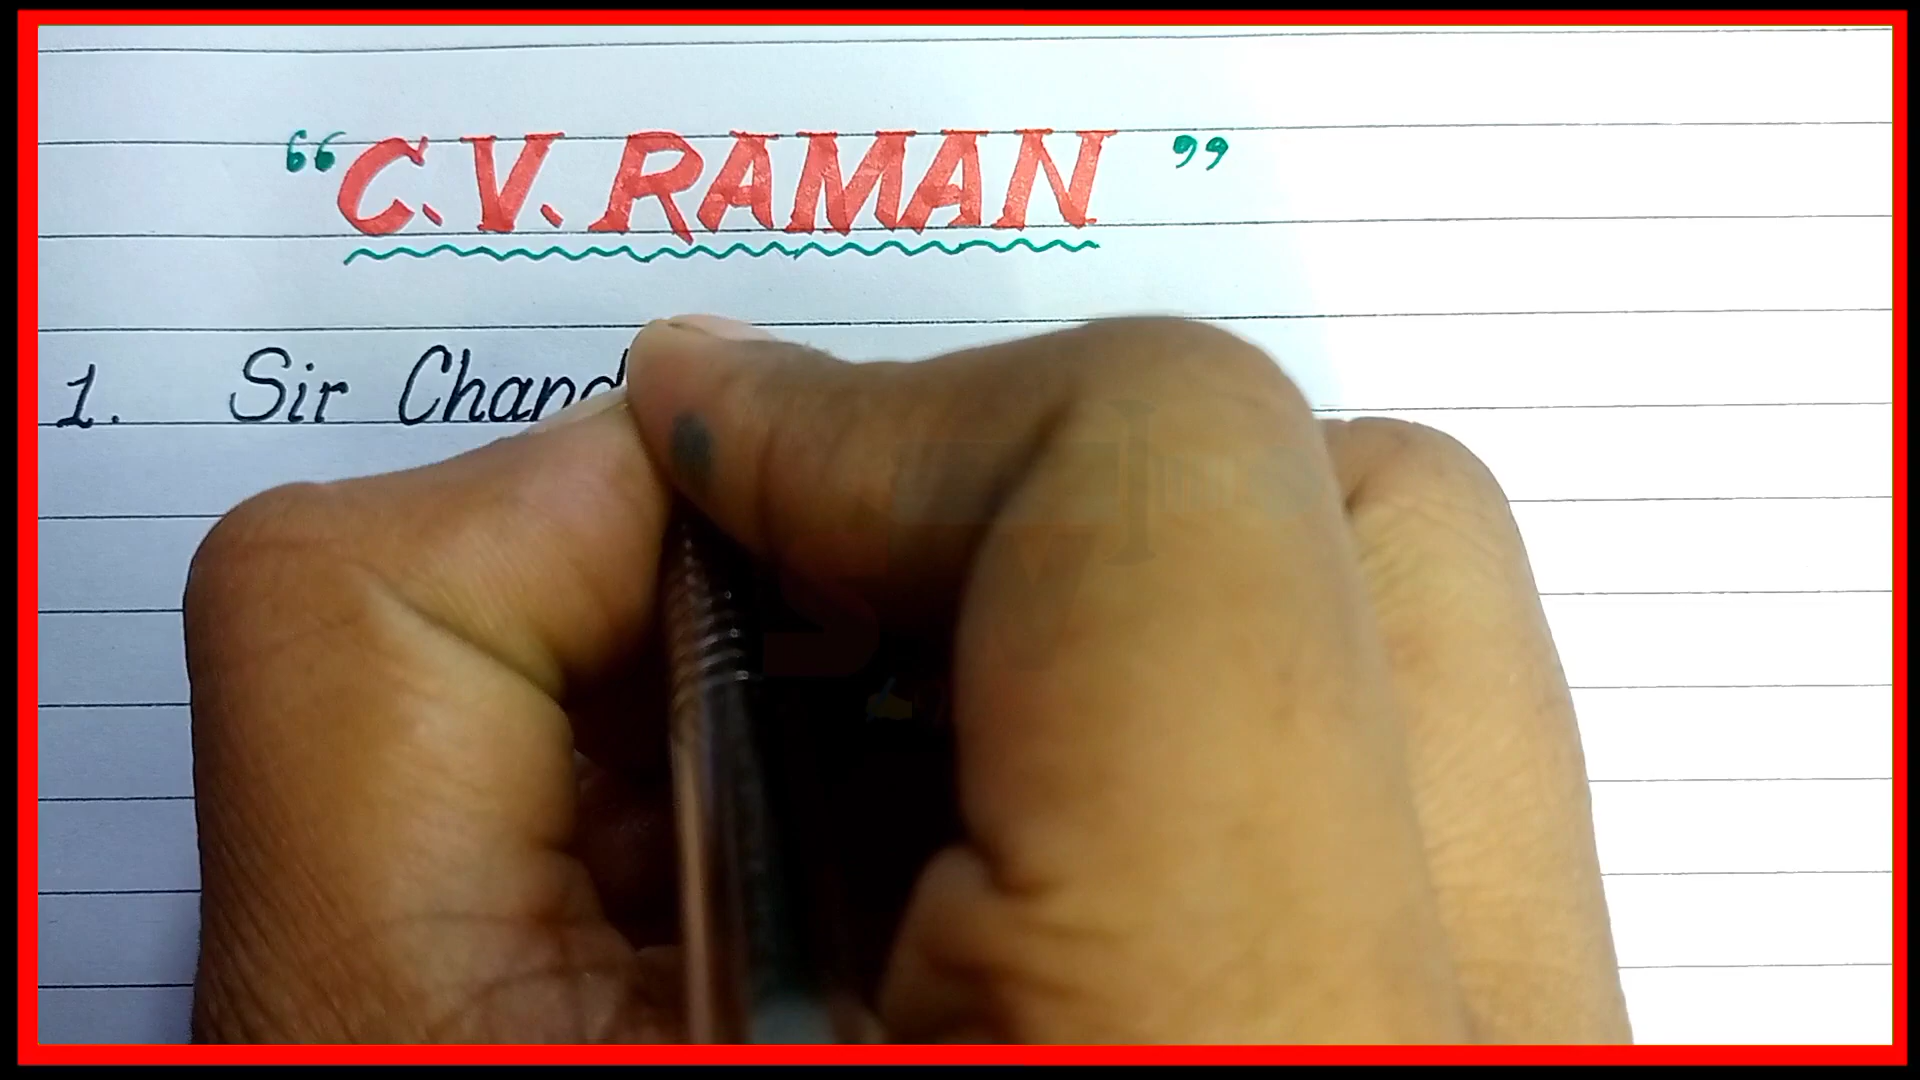 “C.V. RAMAN”
1. Sir Chand